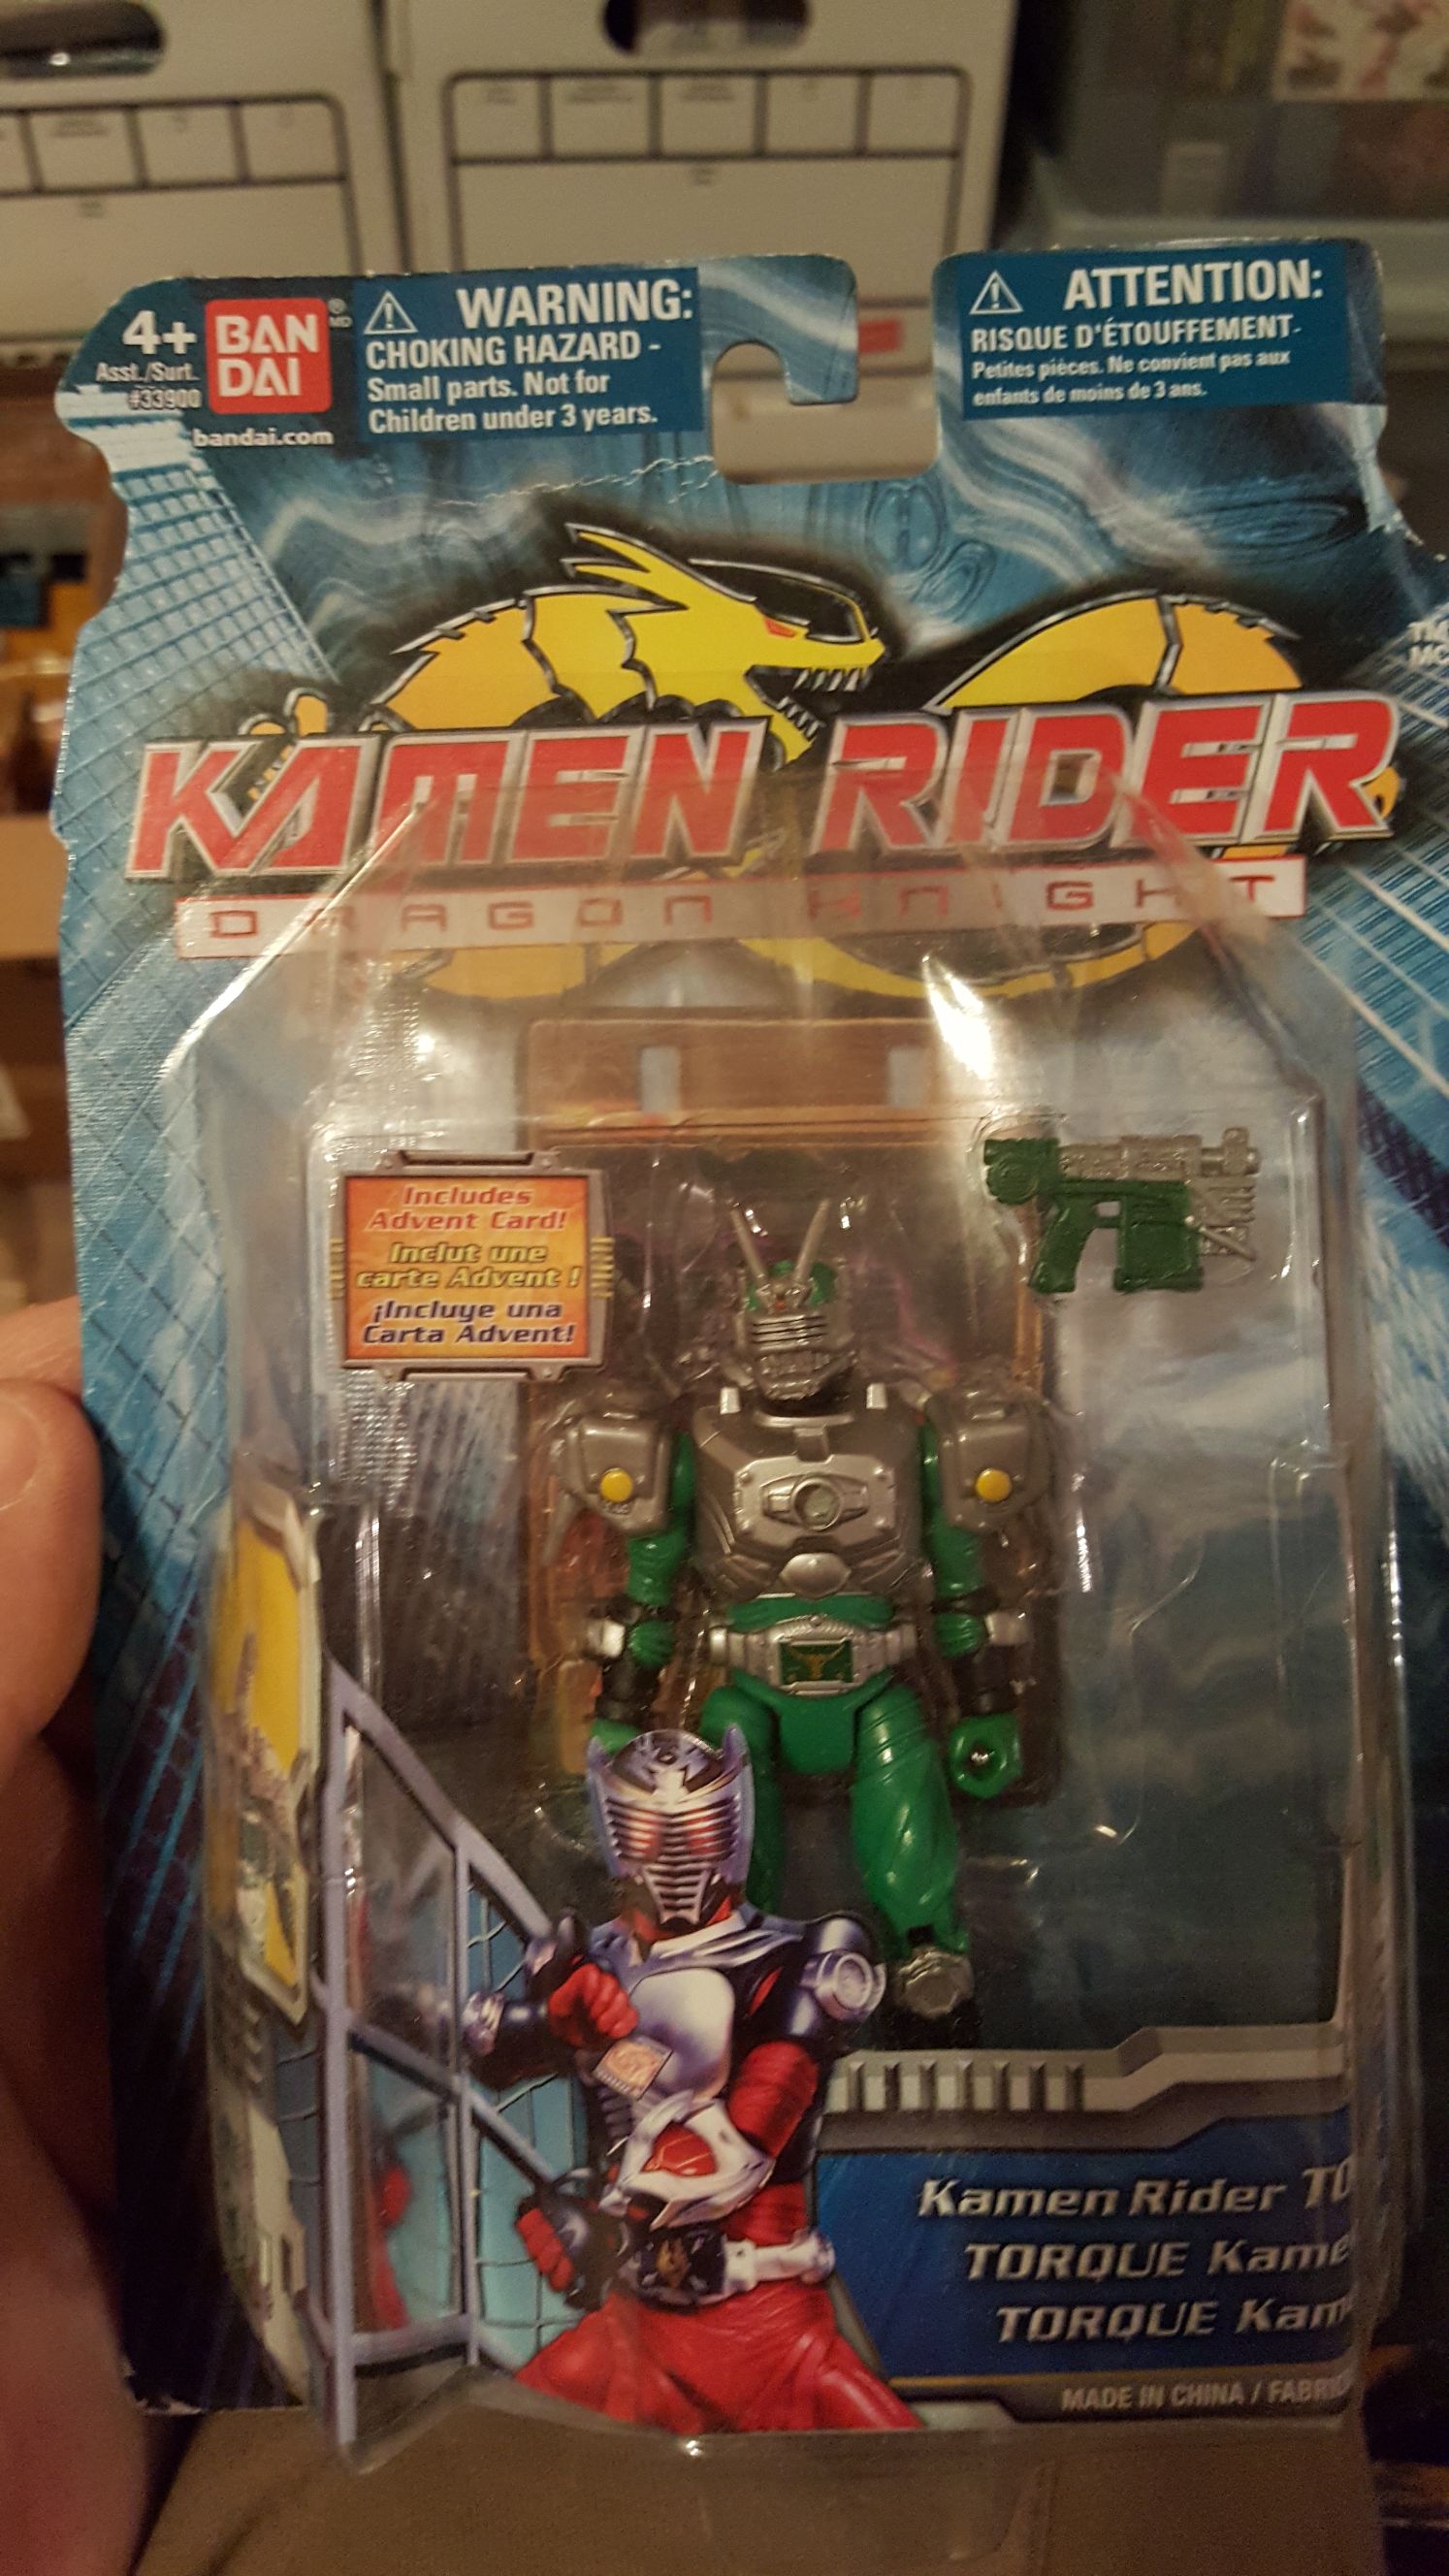 4+
Asst./Surt.
#33900
BAN
DAI
®
MD
bandai.com
WARNING:
CHOKING HAZARD -
Small parts. Not for
Children under 3 years.
ATTENTION:
RISQUE D'ÉTOUFFEMENT-
Petites pièces. Ne convient pas aux
enfants de moins de 3 ans.
KAMEN RIDER
DRAGON KNIGHT
Includes
Advent Card!
Inclut une
carte Advent !
¡Incluye una
Carta Advent!
Kamen Rider TO
TORQUE Kame
TORQUE Kam
MADE IN CHINA / FABRI